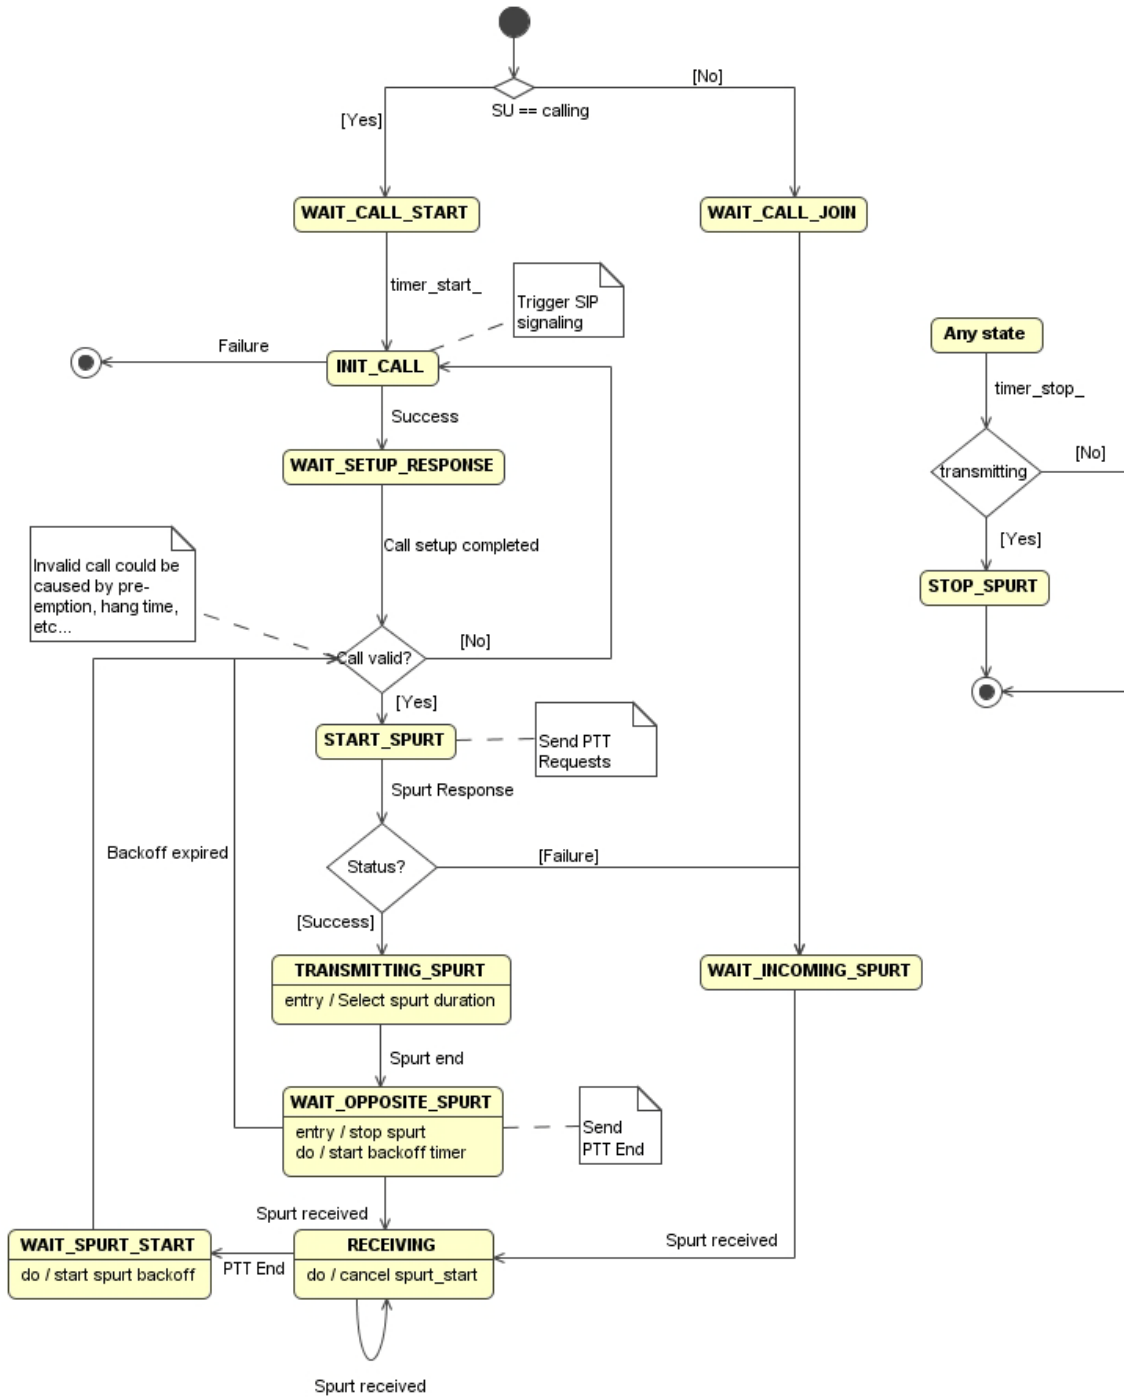 [No]
SU == calling
[Yes]
WAIT_CALL_START
WAIT_CALL_JOIN
timer_start_
Trigger SIP
signaling
Any state
Failure
INIT_CALL
timer_stop_
Success
WAIT_SETUP_RESPONSE
transmitting
[No]
Call setup completed
[Yes]
Invalid call could be
caused by pre-
emption, hang time,
etc...
STOP_SPURT
Call valid?
[No]
[Yes]
START_SPURT
Send PTT
Requests
Spurt Response
Backoff expired
Status?
[Failure]
[Success]
TRANSMITTING_SPURT
entry / Select spurt duration
WAIT_INCOMING_SPURT
Spurt end
WAIT_OPPOSITE_SPURT
entry / stop spurt
do / start backoff timer
Send
PTT End
Spurt received
Spurt received
WAIT_SPURT_START
do / start spurt backoff
PTT End
RECEIVING
do / cancel spurt_start
Spurt received